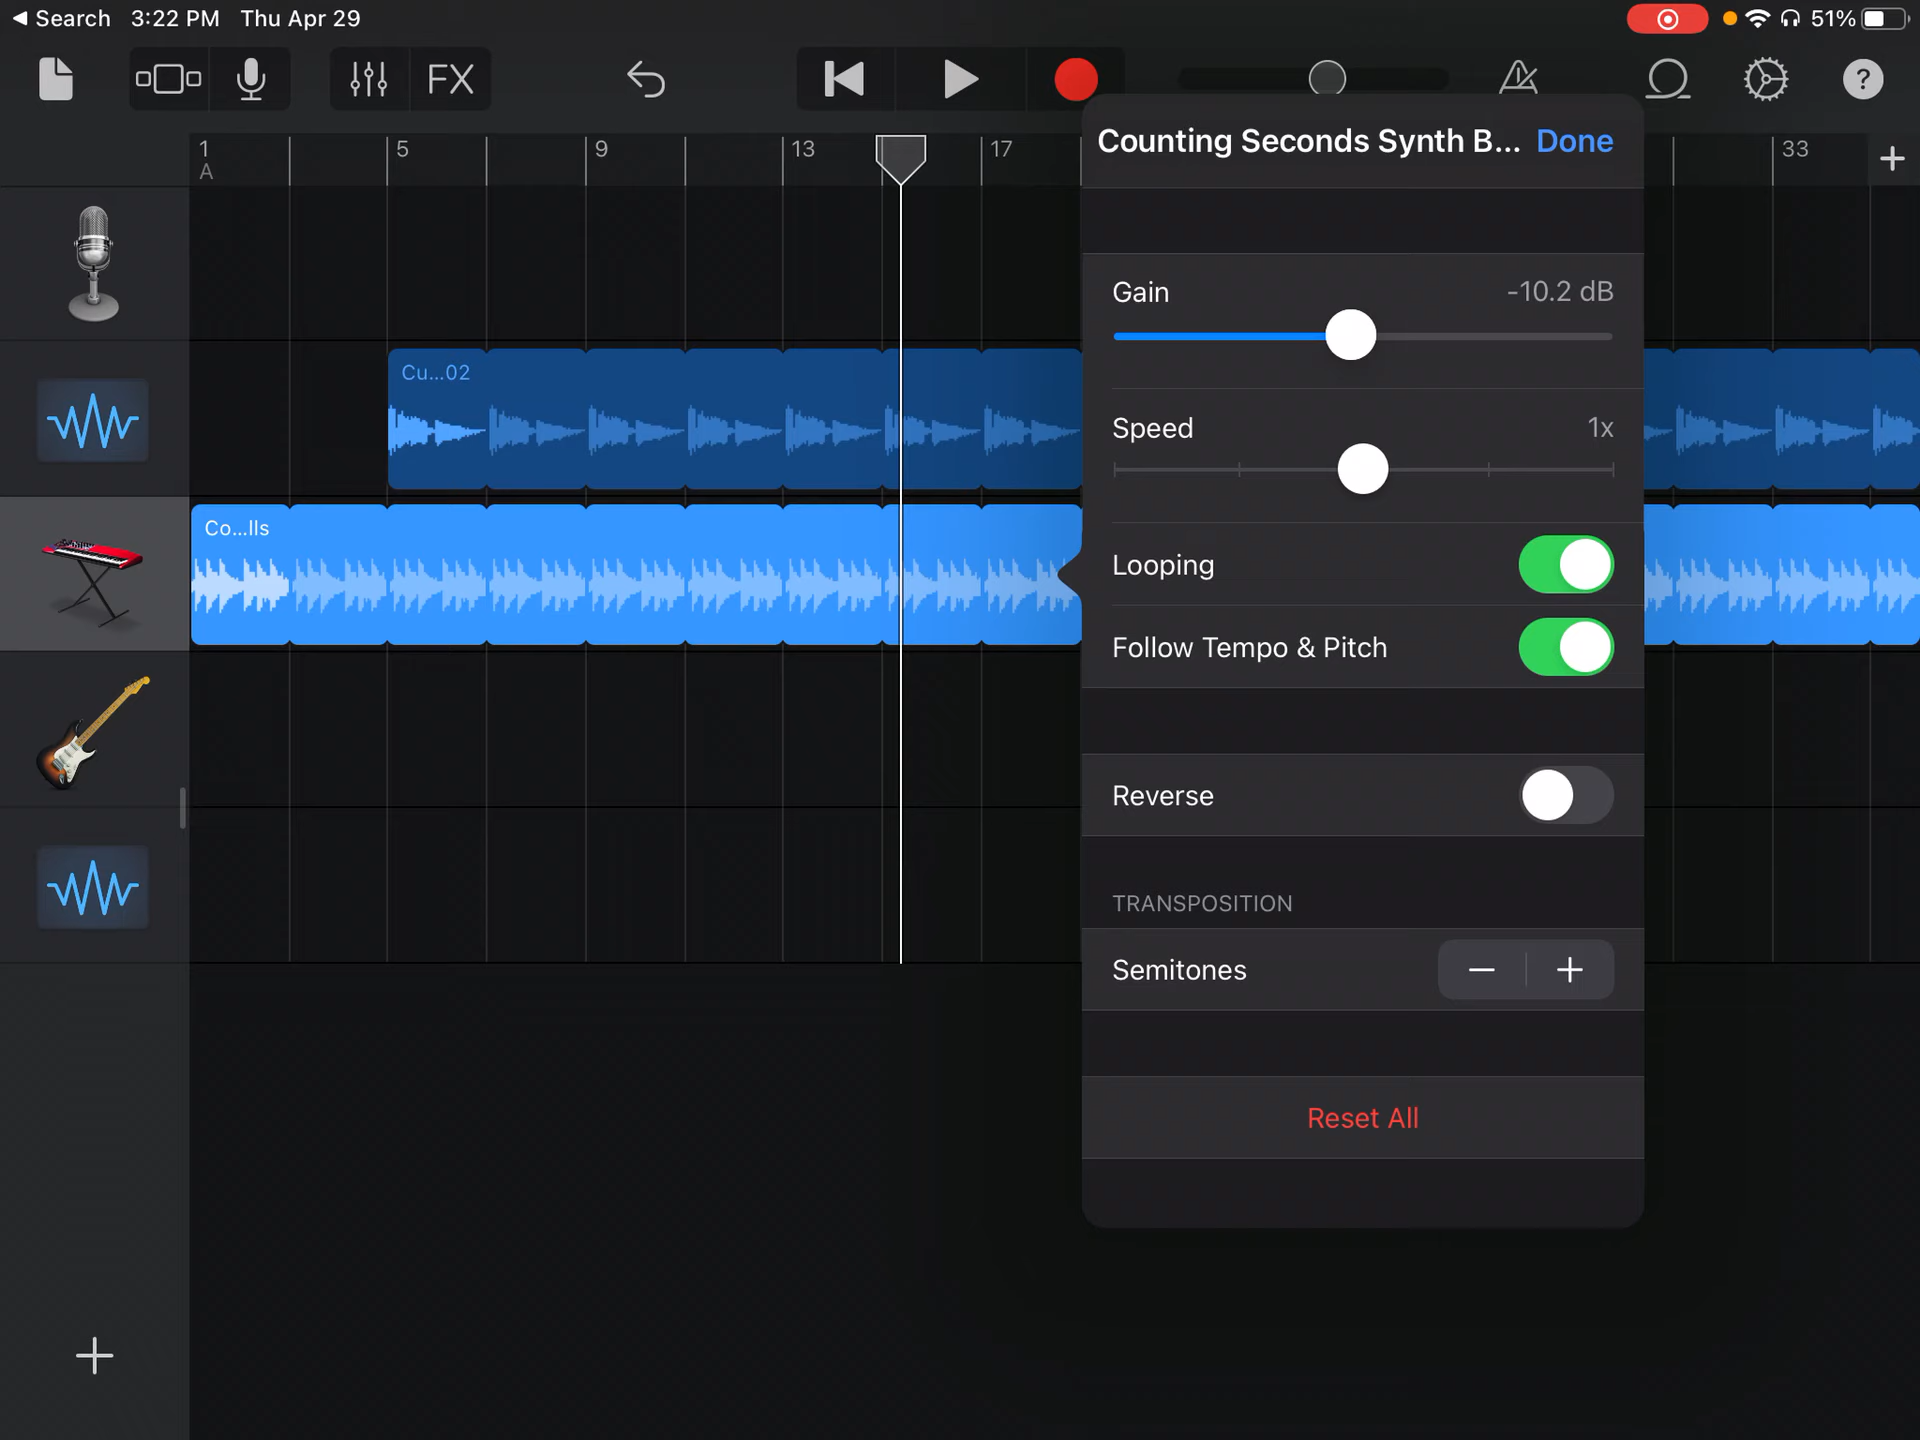 Search 3:22 PM Thu Apr 29 51%
FX
?
1 5 9 13 17 33
A
Counting Seconds Synth B... Done
Gain -10.2 dB
Cu...02
Speed 1x
Co...lls
Looping
Follow Tempo & Pitch
Reverse
TRANSPOSITION
Semitones
Reset All